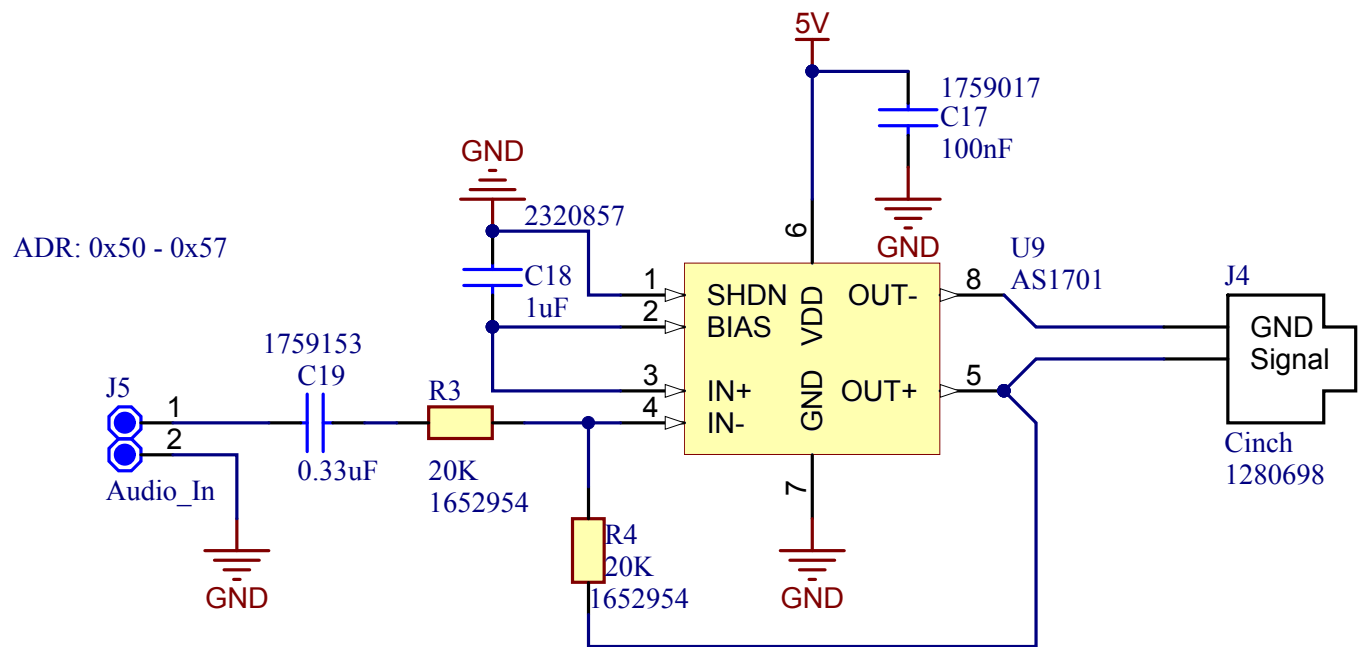 5V
1759017
C17
100nF
GND
GND
2320857
C18
1uF
ADR: 0x50 - 0x57
6
U9
AS1701
1
2
3
4
SHDN
BIAS
IN+
IN-
VDD
GND
OUT-
OUT+
8
5
7
J4
GND
Signal
Cinch
1280698
1759153
C19
0.33uF
J5
1
2
Audio_In
R3
20K
1652954
GND
R4
20K
1652954
GND